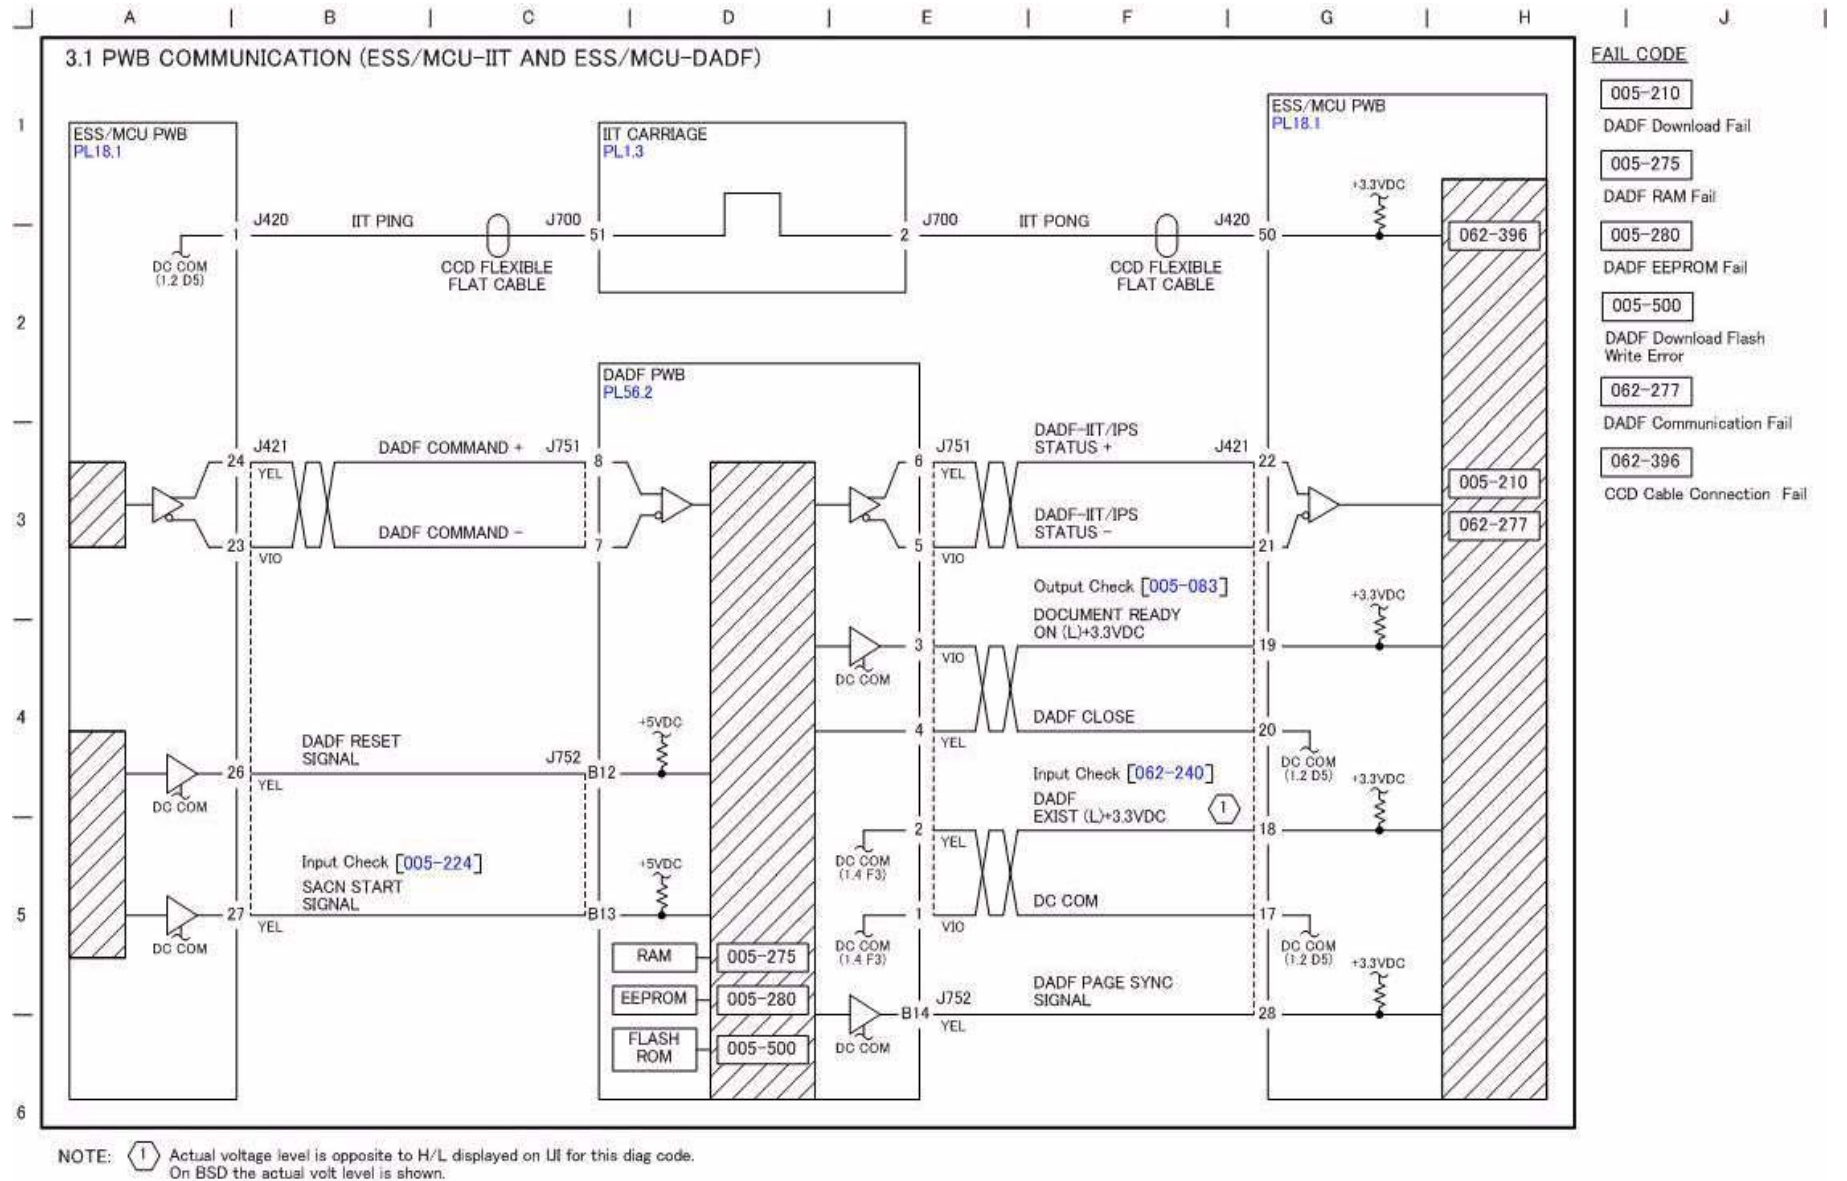 A B C D E F G H J
3.1 PWB COMMUNICATION (ESS/MCU-IIT AND ESS/MCU-DADF)
FAIL CODE
005-210
DADF Download Fail
005-275
DADF RAM Fail
005-280
DADF EEPROM Fail
005-500
DADF Download Flash
Write Error
062-277
DADF Communication Fail
062-396
CCD Cable Connection Fail
1
2
3
4
5
6
ESS/MCU PWB
PL18.1
IIT CARRIAGE
PL1.3
ESS/MCU PWB
PL18.1
+3.3VDC
1
J420
IIT PING
J700
51
2
J700
IIT PONG
J420
50
062-396
DC COM
(1.2 D5)
CCD FLEXIBLE
FLAT CABLE
CCD FLEXIBLE
FLAT CABLE
DADF PWB
PL56.2
24
J421
YEL
DADF COMMAND +
J751
8
6
J751
YEL
DADF-IIT/IPS
STATUS +
J421
22
005-210
062-277
23
VIO
DADF COMMAND -
7
5
VIO
DADF-IIT/IPS
STATUS -
21
Output Check [005-083]
DOCUMENT READY
ON (L)+3.3VDC
+3.3VDC
DC COM
3
VIO
19
4
YEL
DADF CLOSE
20
DC COM
(1.2 D5)
26
YEL
DADF RESET
SIGNAL
J752
B12
+5VDC
DC COM
Input Check [062-240]
DADF
EXIST (L)+3.3VDC
1
+3.3VDC
2
YEL
18
DC COM
(1.4 F3)
Input Check [005-224]
SACN START
SIGNAL
27
YEL
B13
+5VDC
DC COM
1
VIO
DC COM
17
DC COM
(1.4 F3)
DC COM
(1.2 D5)
RAM
005-275
EEPROM
005-280
FLASH
ROM
005-500
DC COM
B14
J752
YEL
DADF PAGE SYNC
SIGNAL
28
+3.3VDC
NOTE: 1 Actual voltage level is opposite to H/L displayed on UI for this diag code.
On BSD the actual volt level is shown.